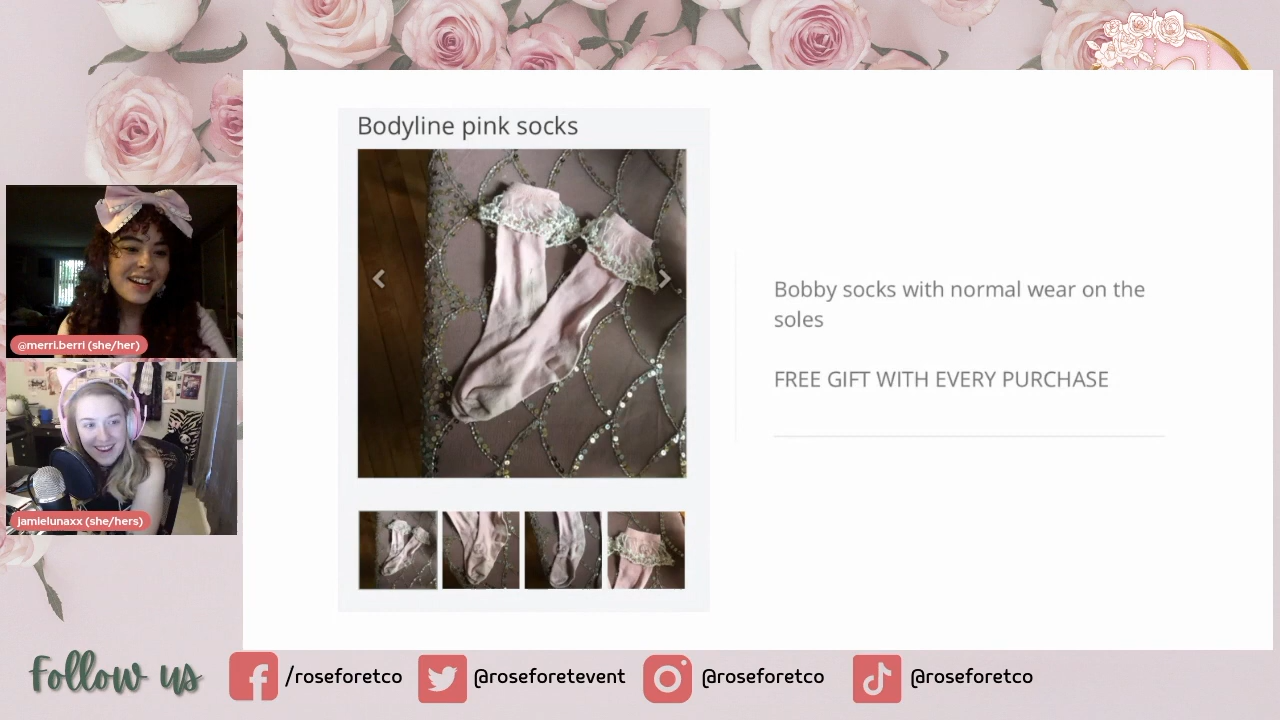 Bodyline pink socks
Bobby socks with normal wear on the
soles
FREE GIFT WITH EVERY PURCHASE
@merri.berri (she/her)
jamielunaxx (she/hers)
Follow us
/roseforetco
@roseforetevent
@roseforetco
@roseforetco